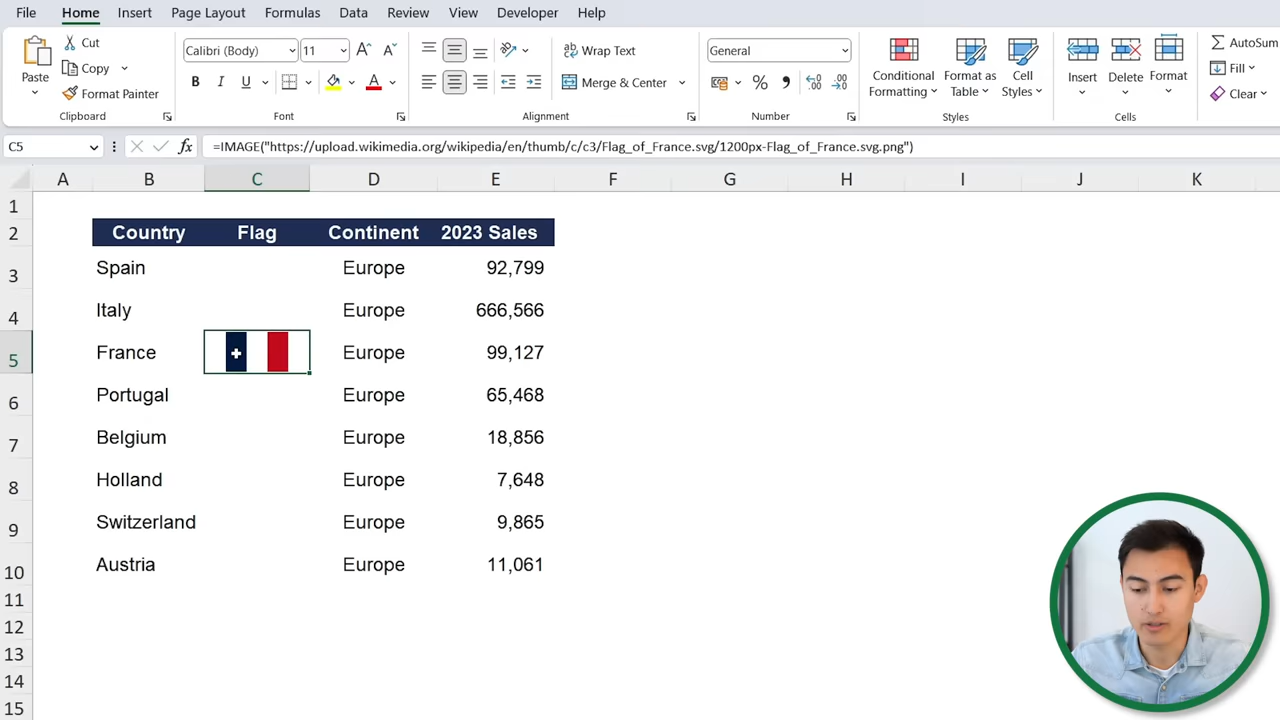 File Home Insert Page Layout Formulas Data Review View Developer Help
Paste Cut Copy Format Painter Clipboard
Calibri (Body) 11 A^ A˅ B I U A Font
ab Wrap Text Merge & Center Alignment
General % , Number
Conditional Formatting Format as Table Cell Styles Styles
Insert Delete Format Cells
AutoSum Fill Clear
C5 fx =IMAGE("https://upload.wikimedia.org/wikipedia/en/thumb/c/c3/Flag_of_France.svg/1200px-Flag_of_France.svg.png")
A B C D E F G H I J K
1
2 Country Flag Continent 2023 Sales
3 Spain Europe 92,799
4 Italy Europe 666,566
5 France Europe 99,127
6 Portugal Europe 65,468
7 Belgium Europe 18,856
8 Holland Europe 7,648
9 Switzerland Europe 9,865
10 Austria Europe 11,061
11
12
13
14
15